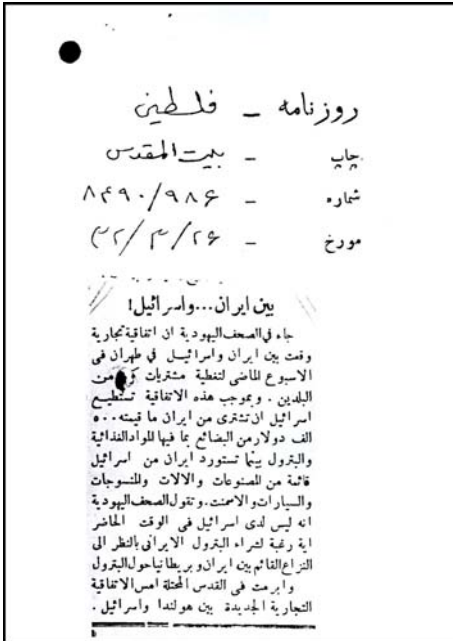 روزنامه - فلسطين
چاپ - بيت المقدس
شماره - ۸۴۹۰/۹۸۶
مورخ - ۳۲/۳/۲۶
بين ايران...واسرائيل!
جاء في الصحف اليهودية ان اتفاقية تجارية
وقعت بين ايران واسرائيل في طهران في
الاسبوع الماضي لتغطية مشتريات كل من
البلدين . وبموجب هذه الاتفاقية تستطيع
اسرائيل ان تشترى من ايران ما قيمته ٥٠٠
الف دولار من البضائع بما فيها المواد الغذائية
والبترول بينما تستورد ايران من اسرائيل
قائمة من المصنوعات والالات والمنسوجات
والسيارات والاسمنت. وتقول الصحف اليهودية
انه ليس لدى اسرائيل في الوقت الحاضر
اية رغبة لشراء البترول الايراني بالنظر الى
النزاع القائم بين ايران وبريطانيا حول البترول
وابرمت في القدس المحتلة امس الاتفاقية
التجارية الجديدة بين هولندا واسرائيل .